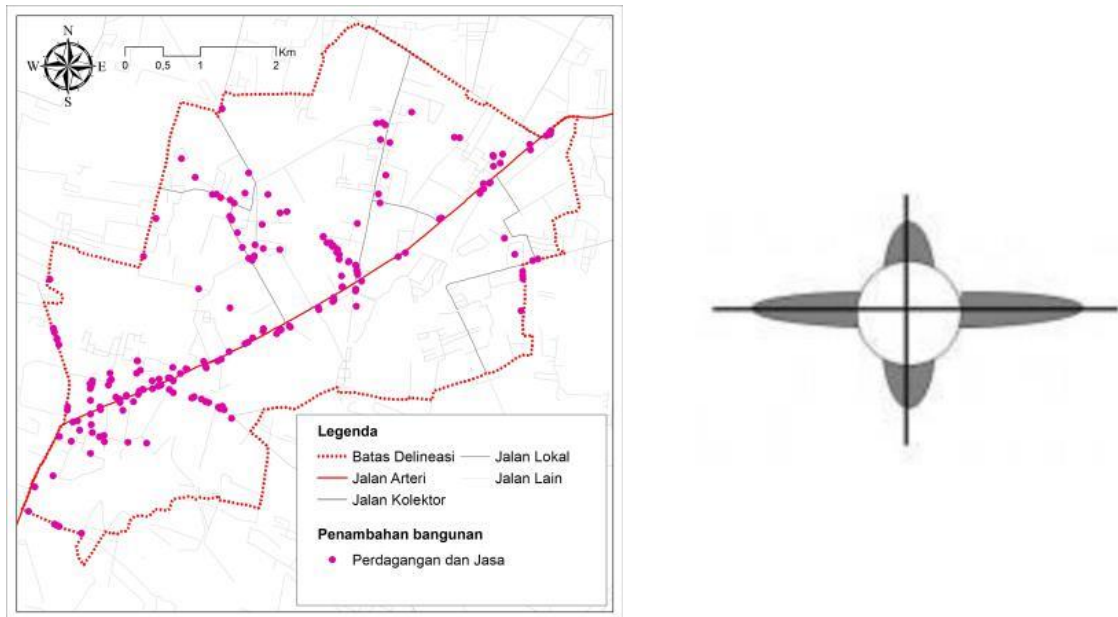 N
W E
S
0 0,5 1 2
Km
Legenda
Batas Delineasi Jalan Lokal
Jalan Arteri Jalan Lain
Jalan Kolektor
Penambahan bangunan
Perdagangan dan Jasa